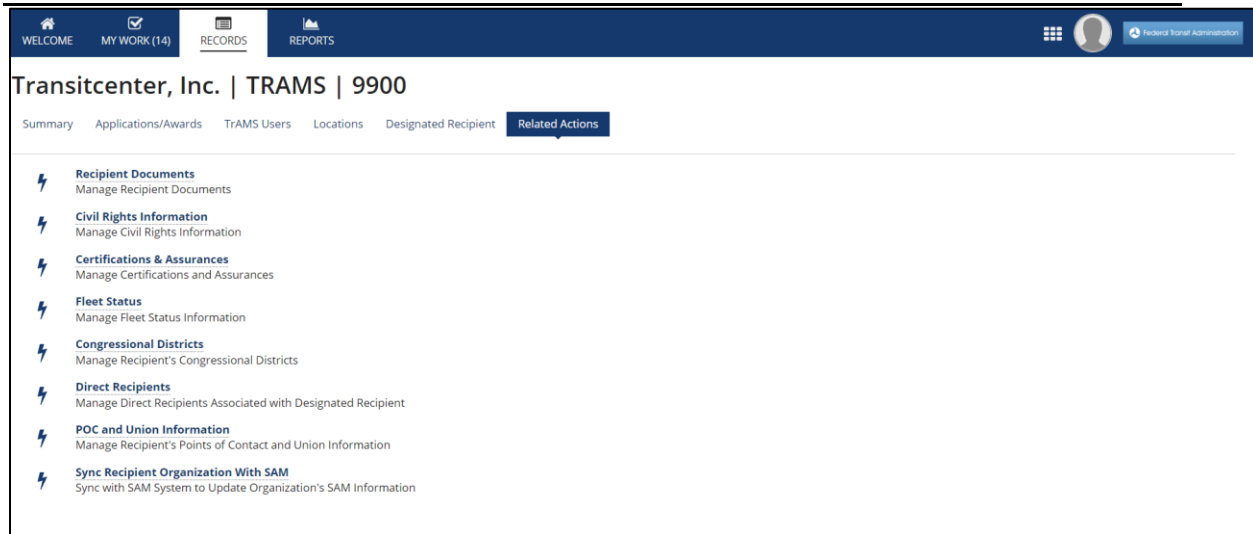 WELCOME MY WORK (14) RECORDS REPORTS Federal Transit Administration
Transitcenter, Inc. | TRAMS | 9900
Summary Applications/Awards TrAMS Users Locations Designated Recipient Related Actions
Recipient Documents
Manage Recipient Documents
Civil Rights Information
Manage Civil Rights Information
Certifications & Assurances
Manage Certifications and Assurances
Fleet Status
Manage Fleet Status Information
Congressional Districts
Manage Recipient's Congressional Districts
Direct Recipients
Manage Direct Recipients Associated with Designated Recipient
POC and Union Information
Manage Recipient's Points of Contact and Union Information
Sync Recipient Organization With SAM
Sync with SAM System to Update Organization's SAM Information